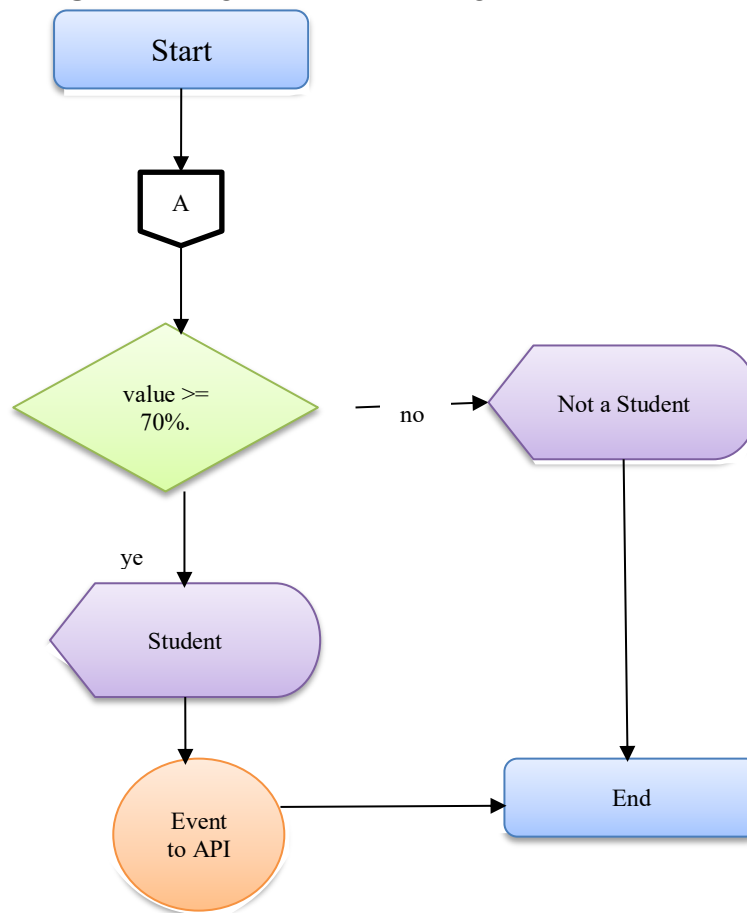 Start
A
value >=
70%.
no
Not a Student
ye
Student
Event
to API
End